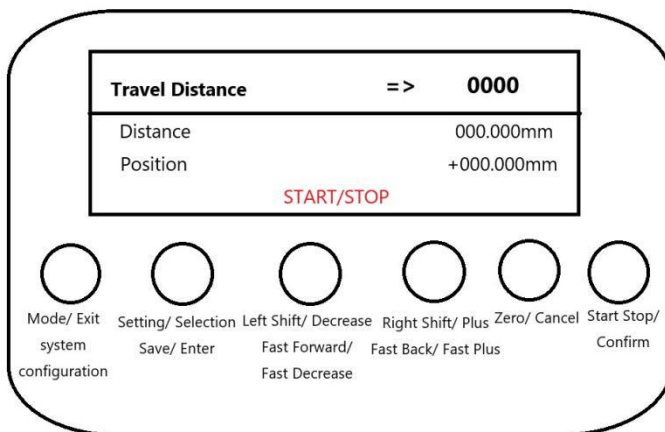 Travel Distance => 0000
Distance 000.000mm
Position +000.000mm
START/STOP
Mode/ Exit
system
configuration
Setting/ Selection
Save/ Enter
Left Shift/ Decrease
Fast Forward/
Fast Decrease
Right Shift/ Plus
Fast Back/ Fast Plus
Zero/ Cancel
Start Stop/
Confirm